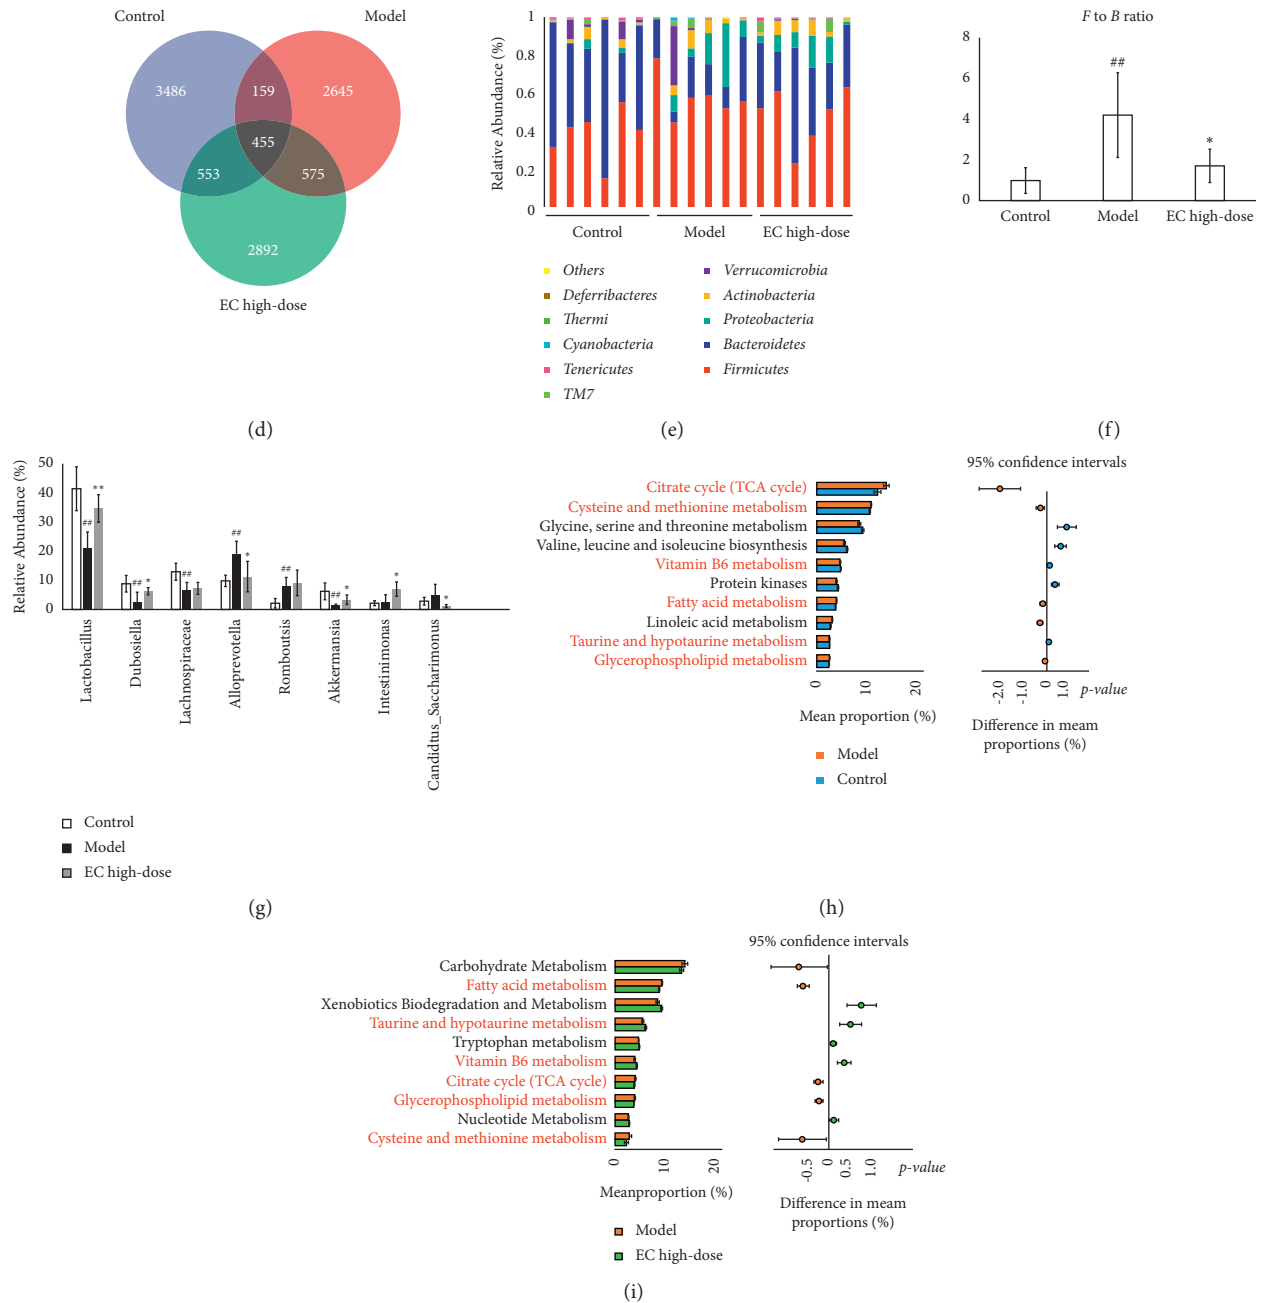 Control
Model
3486
159
2645
455
553
575
2892
EC high-dose
(d)
Relative Abundance (%)
1
0.8
0.6
0.4
0.2
0
Control
Model
EC high-dose
Others
Deferribacteres
Thermi
Cyanobacteria
Tenericutes
TM7
Verrucomicrobia
Actinobacteria
Proteobacteria
Bacteroidetes
Firmicutes
(e)
F to B ratio
8
6
4
2
0
##
*
Control
Model
EC high-dose
(f)
Relative Abundance (%)
50
40
30
20
10
0
##
**
##
*
##
##
*
##
##
*
*
*
Lactobacillus
Dubosiella
Lachnospiraceae
Alloprevotella
Romboutsis
Akkermansia
Intestinimonas
Candidtus_Saccharimonus
Control
Model
EC high-dose
(g)
95% confidence intervals
Citrate cycle (TCA cycle)
Cysteine and methionine metabolism
Glycine, serine and threonine metabolism
Valine, leucine and isoleucine biosynthesis
Vitamin B6 metabolism
Protein kinases
Fatty acid metabolism
Linoleic acid metabolism
Taurine and hypotaurine metabolism
Glycerophospholipid metabolism
0
10
20
Mean proportion (%)
Model
Control
-2.0
-1.0
0
1.0
p-value
Difference in meam
proportions (%)
(h)
95% confidence intervals
Carbohydrate Metabolism
Fatty acid metabolism
Xenobiotics Biodegradation and Metabolism
Taurine and hypotaurine metabolism
Tryptophan metabolism
Vitamin B6 metabolism
Citrate cycle (TCA cycle)
Glycerophospholipid metabolism
Nucleotide Metabolism
Cysteine and methionine metabolism
0
10
20
Meanproportion (%)
Model
EC high-dose
-0.5
0
0.5
1.0
p-value
Difference in meam
proportions (%)
(i)